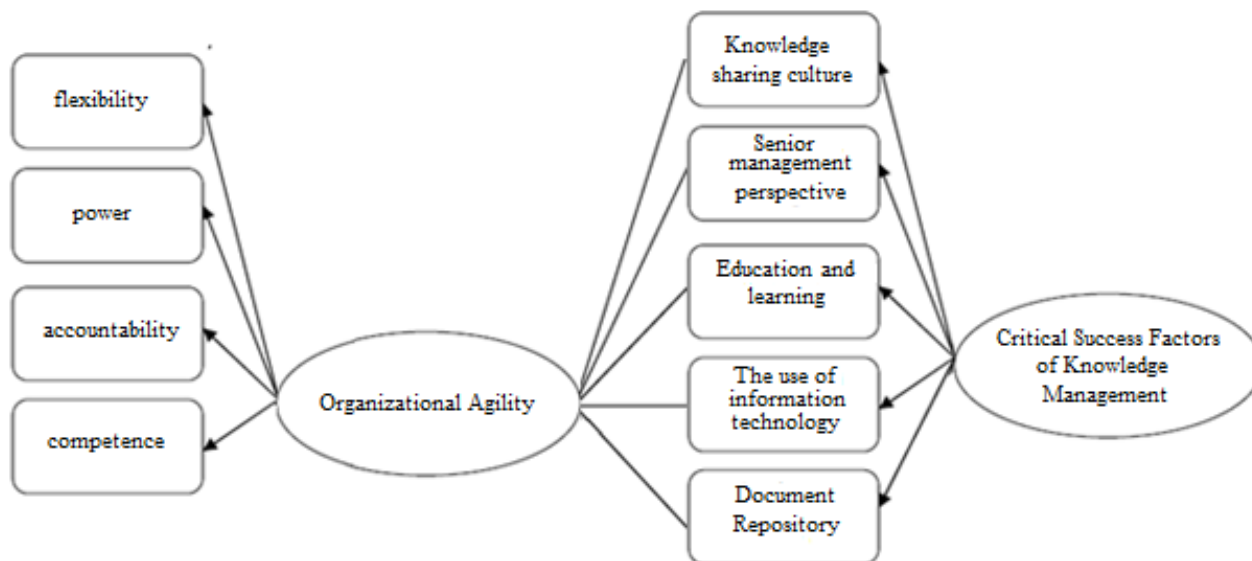 flexibility
power
accountability
competence
Organizational Agility
Knowledge
sharing culture
Senior
management
perspective
Education and
learning
The use of
information
technology
Document
Repository
Critical Success Factors
of Knowledge
Management